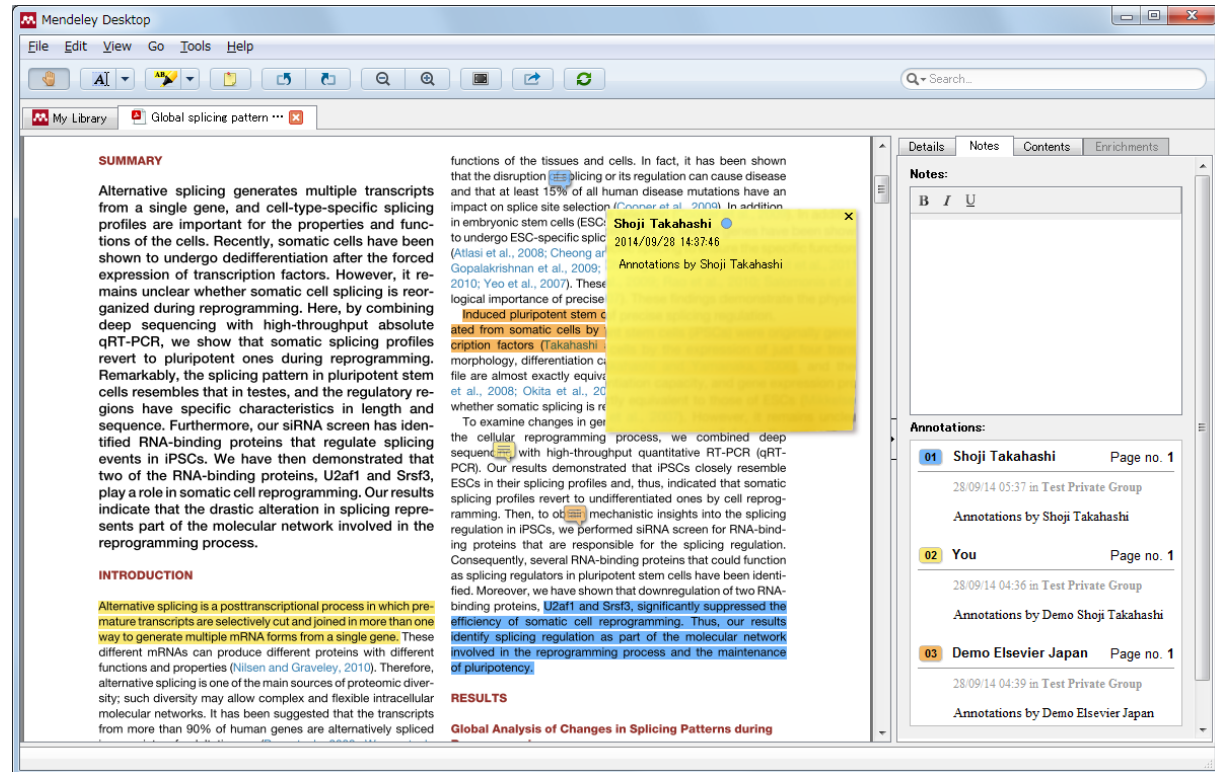 Mendeley Desktop
File Edit View Go Tools Help
Search...
My Library
Global splicing pattern ...
SUMMARY
Alternative splicing generates multiple transcripts
from a single gene, and cell-type-specific splicing
profiles are important for the properties and func-
tions of the cells. Recently, somatic cells have been
shown to undergo dedifferentiation after the forced
expression of transcription factors. However, it re-
mains unclear whether somatic cell splicing is reor-
ganized during reprogramming. Here, by combining
deep sequencing with high-throughput absolute
qRT-PCR, we show that somatic splicing profiles
revert to pluripotent ones during reprogramming.
Remarkably, the splicing pattern in pluripotent stem
cells resembles that in testes, and the regulatory re-
gions have specific characteristics in length and
sequence. Furthermore, our siRNA screen has iden-
tified RNA-binding proteins that regulate splicing
events in iPSCs. We have then demonstrated that
two of the RNA-binding proteins, U2af1 and Srsf3,
play a role in somatic cell reprogramming. Our results
indicate that the drastic alteration in splicing repre-
sents part of the molecular network involved in the
reprogramming process.
INTRODUCTION
Alternative splicing is a posttranscriptional process in which pre-
mature transcripts are selectively cut and joined in more than one
way to generate multiple mRNA forms from a single gene. These
different mRNAs can produce different proteins with different
functions and properties (Nilsen and Graveley, 2010). Therefore,
alternative splicing is one of the main sources of proteomic diver-
sity; such diversity may allow complex and flexible intracellular
molecular networks. It has been suggested that the transcripts
from more than 90% of human genes are alternatively spliced
functions of the tissues and cells. In fact, it has been shown
that the disruption splicing or its regulation can cause disease
and that at least 15% of all human disease mutations have an
impact on splice site selection (Cooper et al., 2009). In addition,
in embryonic stem cells (ESC
to undergo ESC-specific splic
(Atlasi et al., 2008; Cheong ar
Gopalakrishnan et al., 2009;
2010; Yeo et al., 2007). These
logical importance of precise
Induced pluripotent stem c
ated from somatic cells by
cription factors (Takahashi
morphology, differentiation ca
file are almost exactly equiva
et al., 2008; Okita et al., 20
whether somatic splicing is re
To examine changes in ger
the cellular reprogramming process, we combined deep
sequenc with high-throughput quantitative RT-PCR (qRT-
PCR). Our results demonstrated that iPSCs closely resemble
ESCs in their splicing profiles and, thus, indicated that somatic
splicing profiles revert to undifferentiated ones by cell reprog-
ramming. Then, to ob mechanistic insights into the splicing
regulation in iPSCs, we performed siRNA screen for RNA-bind-
ing proteins that are responsible for the splicing regulation.
Consequently, several RNA-binding proteins that could function
as splicing regulators in pluripotent stem cells have been identi-
fied. Moreover, we have shown that downregulation of two RNA-
binding proteins, U2af1 and Srsf3, significantly suppressed the
efficiency of somatic cell reprogramming. Thus, our results
identify splicing regulation as part of the molecular network
involved in the reprogramming process and the maintenance
of pluripotency.
RESULTS
Global Analysis of Changes in Splicing Patterns during
Shoji Takahashi
2014/09/28 14:37:46
Annotations by Shoji Takahashi
Details Notes Contents Enrichments
Notes:
B I U
Annotations:
01 Shoji Takahashi Page no. 1
28/09/14 05:37 in Test Private Group
Annotations by Shoji Takahashi
02 You Page no. 1
28/09/14 04:36 in Test Private Group
Annotations by Demo Shoji Takahashi
03 Demo Elsevier Japan Page no. 1
28/09/14 04:39 in Test Private Group
Annotations by Demo Elsevier Japan